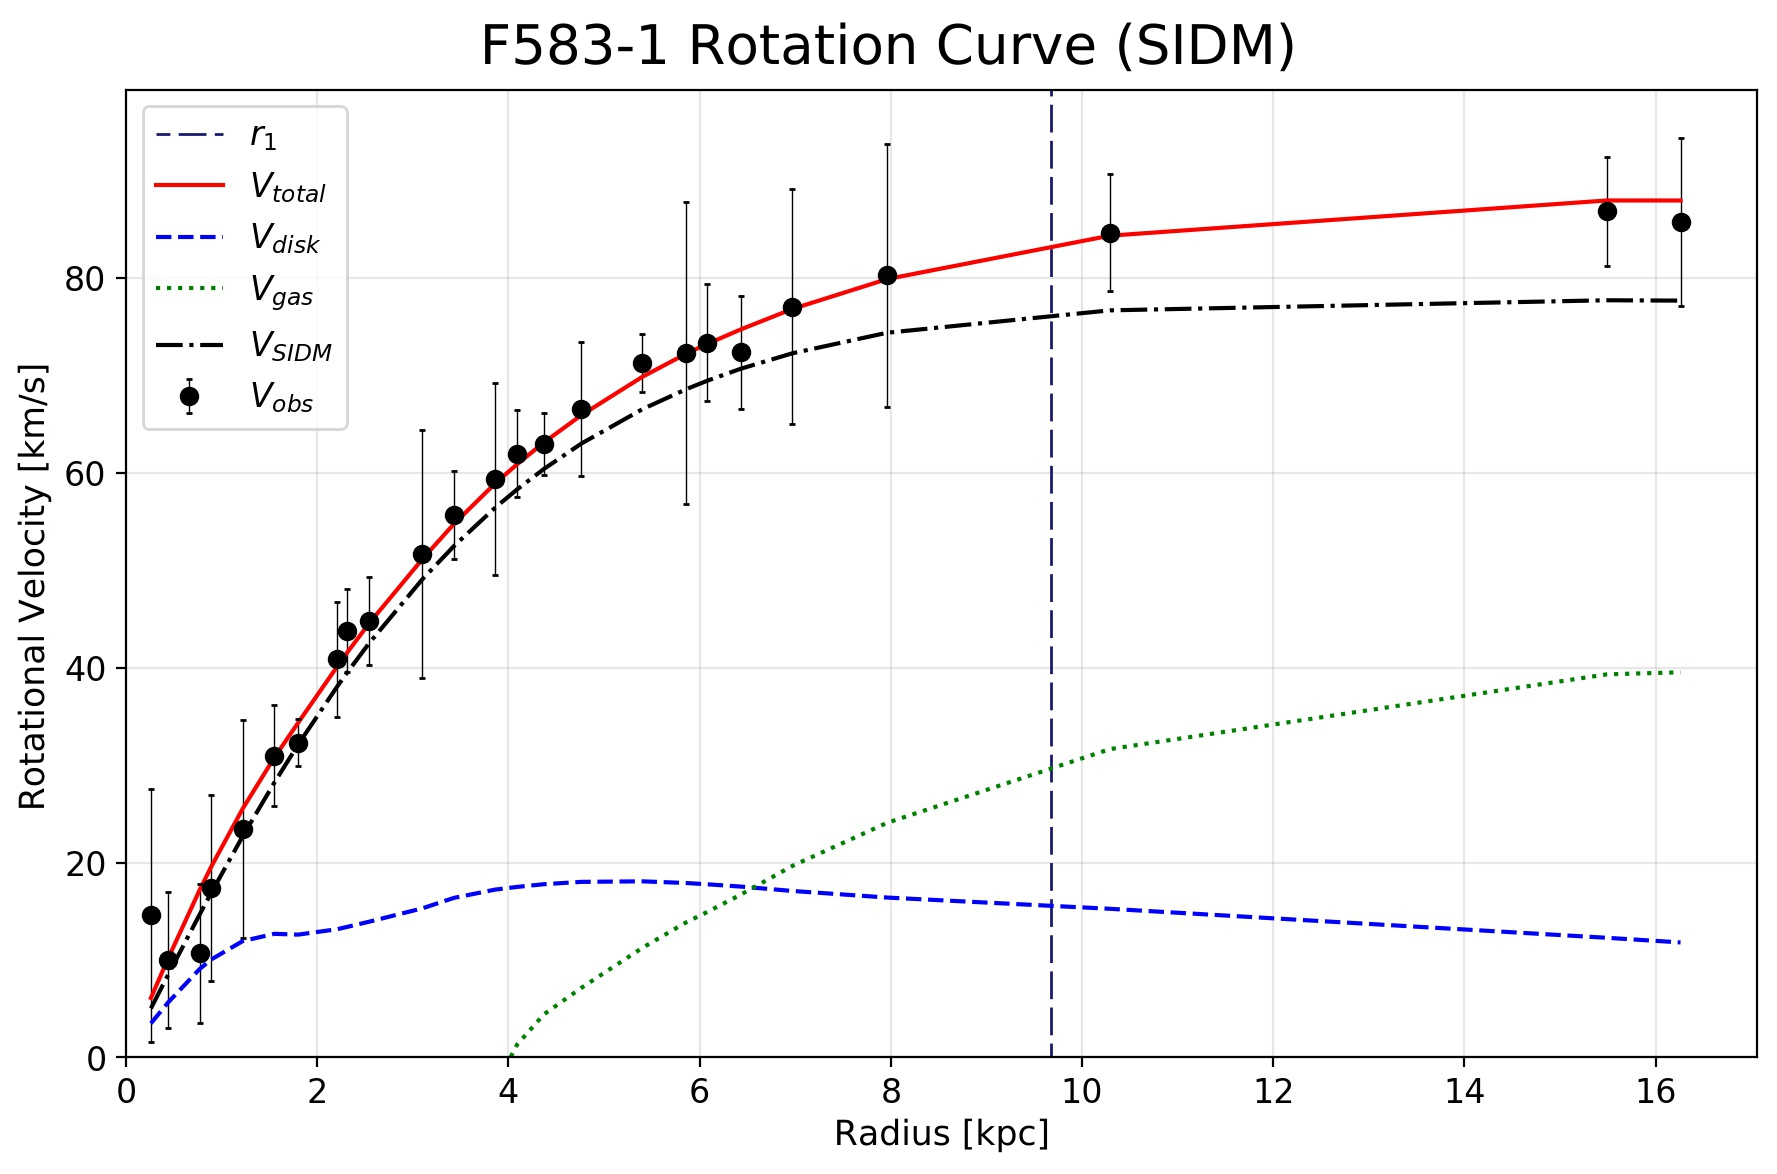 F583-1 Rotation Curve (SIDM)
r1
Vtotal
Vdisk
Vgas
VSIDM
Vobs
Rotational Velocity [km/s]
80
60
40
20
0
0 2 4 6 8 10 12 14 16
Radius [kpc]